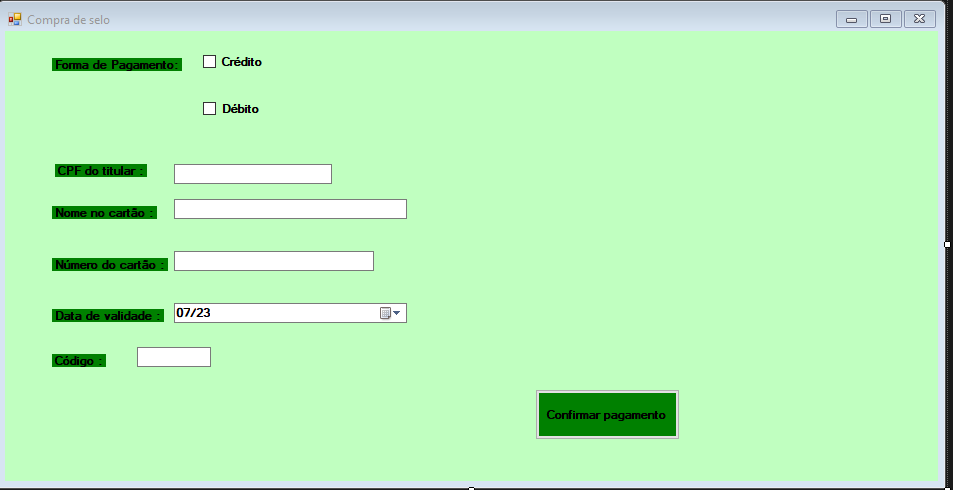 Compra de selo
Forma de Pagamento: Crédito
Débito
CPF do titular :
Nome no cartão :
Número do cartão :
Data de validade : 07/23
Código :
Confirmar pagamento